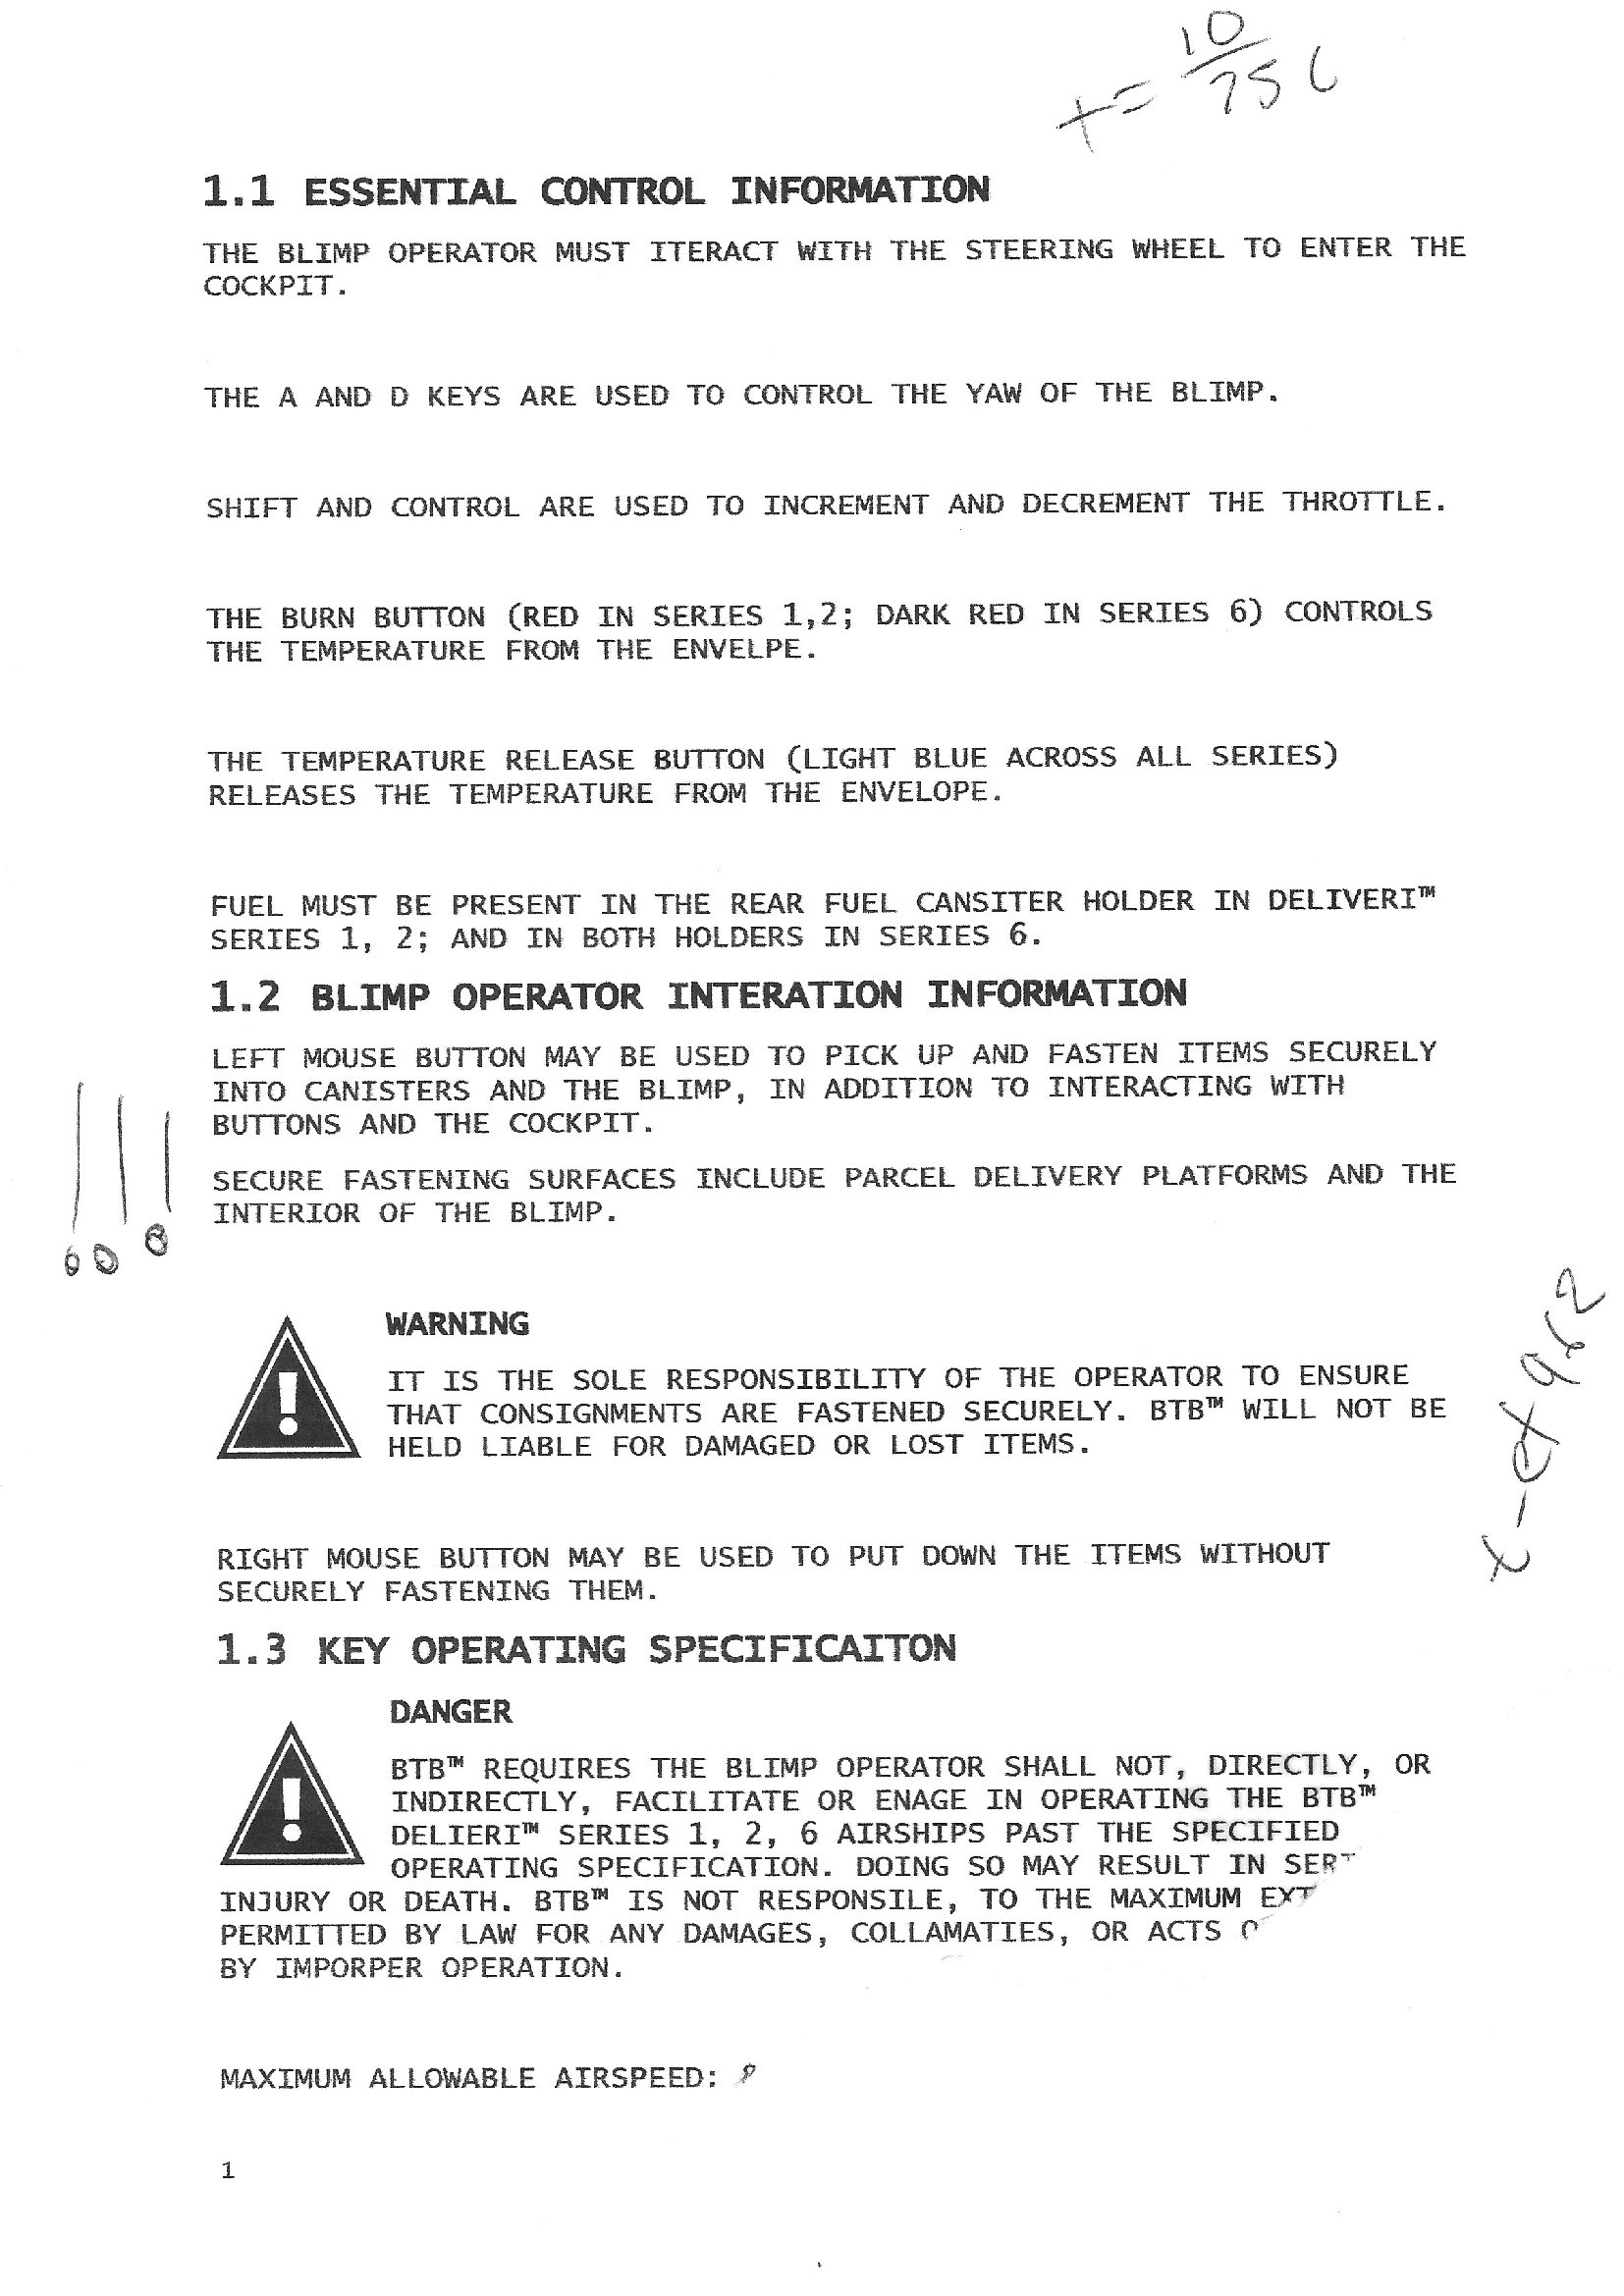 10
t= 256
1.1 ESSENTIAL CONTROL INFORMATION
THE BLIMP OPERATOR MUST ITERACT WITH THE STEERING WHEEL TO ENTER THE
COCKPIT.
THE A AND D KEYS ARE USED TO CONTROL THE YAW OF THE BLIMP.
SHIFT AND CONTROL ARE USED TO INCREMENT AND DECREMENT THE THROTTLE.
THE BURN BUTTON (RED IN SERIES 1,2; DARK RED IN SERIES 6) CONTROLS
THE TEMPERATURE FROM THE ENVELPE.
THE TEMPERATURE RELEASE BUTTON (LIGHT BLUE ACROSS ALL SERIES)
RELEASES THE TEMPERATURE FROM THE ENVELOPE.
FUEL MUST BE PRESENT IN THE REAR FUEL CANSITER HOLDER IN DELIVERI™
SERIES 1, 2; AND IN BOTH HOLDERS IN SERIES 6.
1.2 BLIMP OPERATOR INTERATION INFORMATION
LEFT MOUSE BUTTON MAY BE USED TO PICK UP AND FASTEN ITEMS SECURELY
INTO CANISTERS AND THE BLIMP, IN ADDITION TO INTERACTING WITH
BUTTONS AND THE COCKPIT.
!!!
SECURE FASTENING SURFACES INCLUDE PARCEL DELIVERY PLATFORMS AND THE
INTERIOR OF THE BLIMP.
WARNING
IT IS THE SOLE RESPONSIBILITY OF THE OPERATOR TO ENSURE
THAT CONSIGNMENTS ARE FASTENED SECURELY. BTB™ WILL NOT BE
HELD LIABLE FOR DAMAGED OR LOST ITEMS.
RIGHT MOUSE BUTTON MAY BE USED TO PUT DOWN THE ITEMS WITHOUT
SECURELY FASTENING THEM.
1.3 KEY OPERATING SPECIFICAITON
DANGER
BTB™ REQUIRES THE BLIMP OPERATOR SHALL NOT, DIRECTLY, OR
INDIRECTLY, FACILITATE OR ENAGE IN OPERATING THE BTB™
DELIERI™ SERIES 1, 2, 6 AIRSHIPS PAST THE SPECIFIED
OPERATING SPECIFICATION. DOING SO MAY RESULT IN SER
INJURY OR DEATH. BTB™ IS NOT RESPONSILE, TO THE MAXIMUM EXT
PERMITTED BY LAW FOR ANY DAMAGES, COLLAMATIES, OR ACTS
BY IMPORPER OPERATION.
MAXIMUM ALLOWABLE AIRSPEED:
1